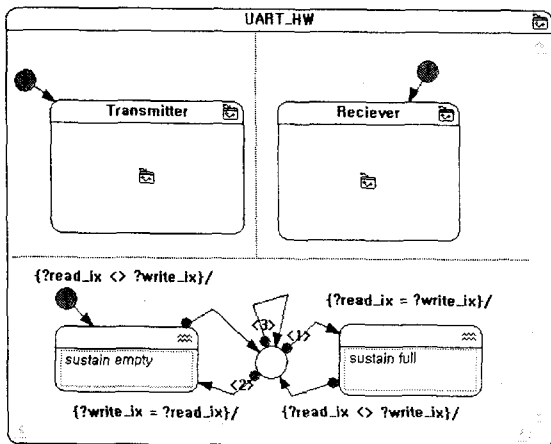 UART_HW
Transmitter
Reciever
{?read_ix <> ?write_ix}/
{?read_ix = ?write_ix}/
<3>
<1>
sustain empty
sustain full
<2>
{?write_ix = ?read_ix}/
{?read_ix <> ?write_ix}/